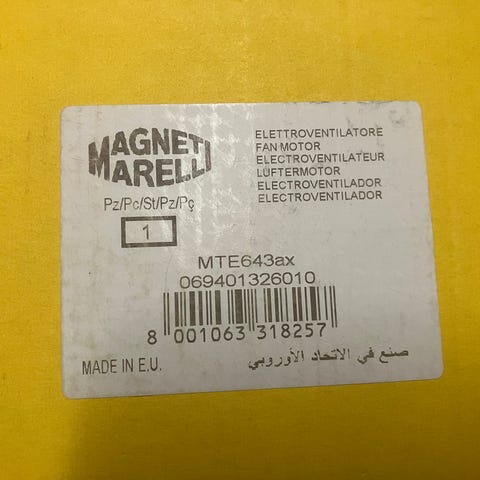 MAGNETI
MARELLI
Pz/Pc/St/Pz/Pç
1
ELETTROVENTILATORE
FAN MOTOR
ELECTROVENTILATEUR
LUFTERMOTOR
ELECTROVENTILADOR
ELECTROVENTILADOR
MTE643ax
069401326010
8 001063 318257
MADE IN E.U.
صنع في الاتحاد الأوروبي